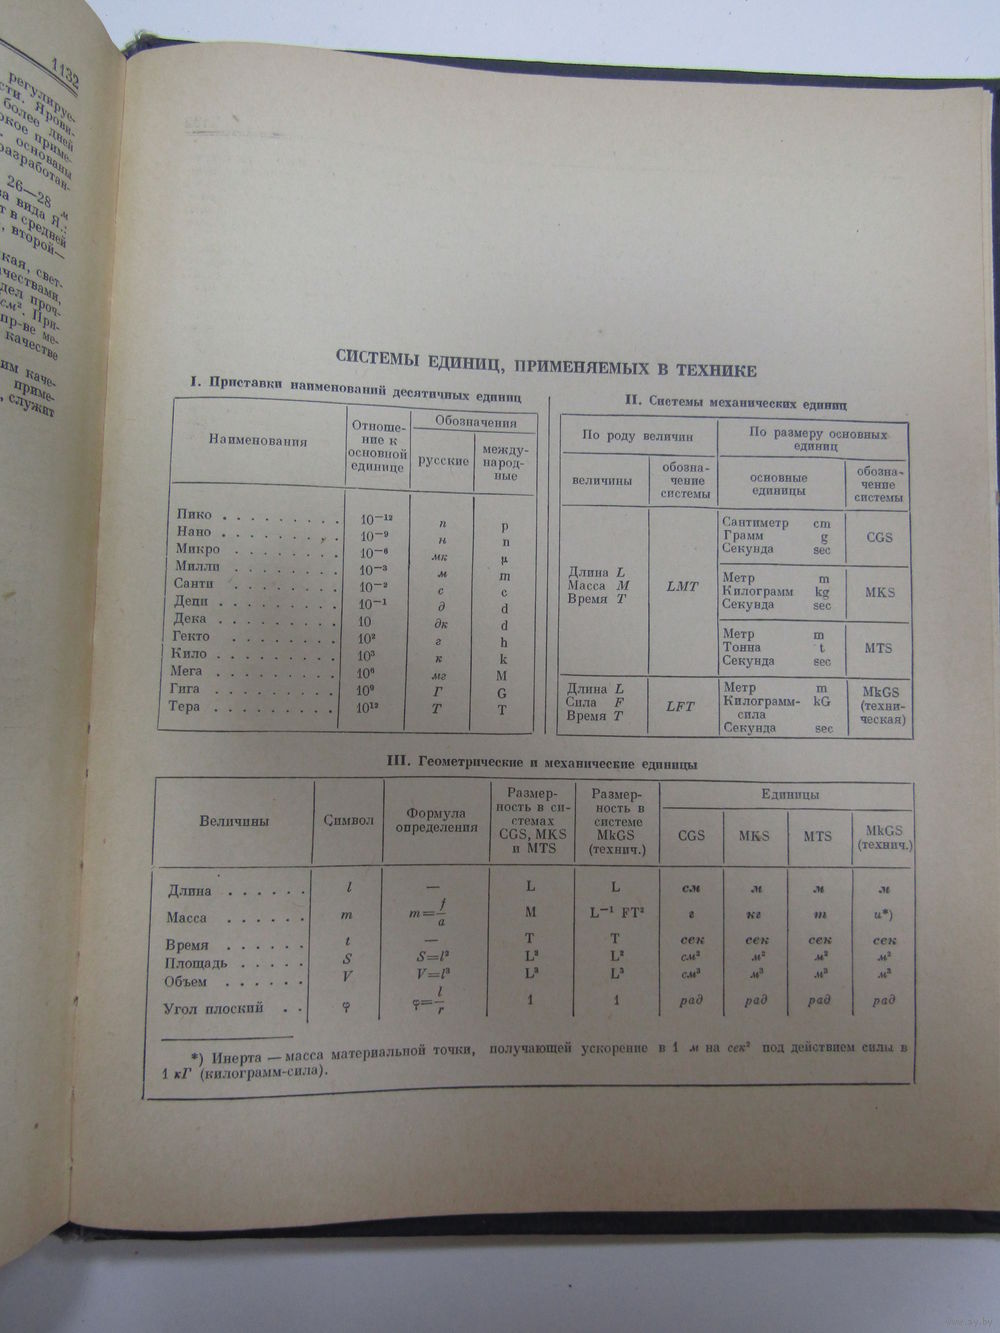 1132
регулируе-
сти. Ярови-
более дней
окое приме-
основаны
разработан-
26—28 м
ва вида Я.:
т в средней
, второй—
кая, свет-
ачествами,
дел проч-
см². При-
пр-ве ме-
качестве
им каче-
приме-
, служит
СИСТЕМЫ ЕДИНИЦ, ПРИМЕНЯЕМЫХ В ТЕХНИКЕ
I. Приставки наименований десятичных единиц
Наименования | Отноше-ние к основной единице | Обозначения
русские | между-народ-ные
Пико . . . . . . . . . 10⁻¹² п p
Нано . . . . . . . . . 10⁻⁹ н n
Микро . . . . . . . . 10⁻⁶ мк μ
Милли . . . . . . . . 10⁻³ м m
Санти . . . . . . . . 10⁻² с c
Деци . . . . . . . . . 10⁻¹ д d
Дека . . . . . . . . . 10 дк d
Гекто . . . . . . . . 10² г h
Кило . . . . . . . . . 10³ к k
Мега . . . . . . . . . 10⁶ мг M
Гига . . . . . . . . . 10⁹ Г G
Тера . . . . . . . . . 10¹² Т T
II. Системы механических единиц
По роду величин | По размеру основных единиц
величины | обозна-чение системы | основные единицы | обозна-чение системы
Длина L
Масса M
Время T
LMT
Сантиметр cm
Грамм g
Секунда sec
CGS
Метр m
Килограмм kg
Секунда sec
MKS
Метр m
Тонна t
Секунда sec
MTS
Длина L
Сила F
Время T
LFT
Метр m
Килограмм- kG
сила
Секунда sec
MkGS
(техни-
ческая)
III. Геометрические и механические единицы
Величины | Символ | Формула определения | Размер-ность в си-стемах CGS, MKS и MTS | Размер-ность в системе MkGS (технич.) | Единицы
CGS | MKS | MTS | MkGS (технич.)
Длина . . . . . . l — L L см м м м
Масса . . . . . . m m=f/a M L⁻¹ FT² г кг т и*)
Время . . . . . . t — T T сек сек сек сек
Площадь . . . . . S S=l² L² L² см² м² м² м²
Объем . . . . . . V V=l³ L³ L³ см³ м³ м³ м³
Угол плоский . . φ φ=l/r 1 1 рад рад рад рад
*) Инерта — масса материальной точки, получающей ускорение в 1 м на сек² под действием силы в
1 кГ (килограмм-сила).
www.ay.by